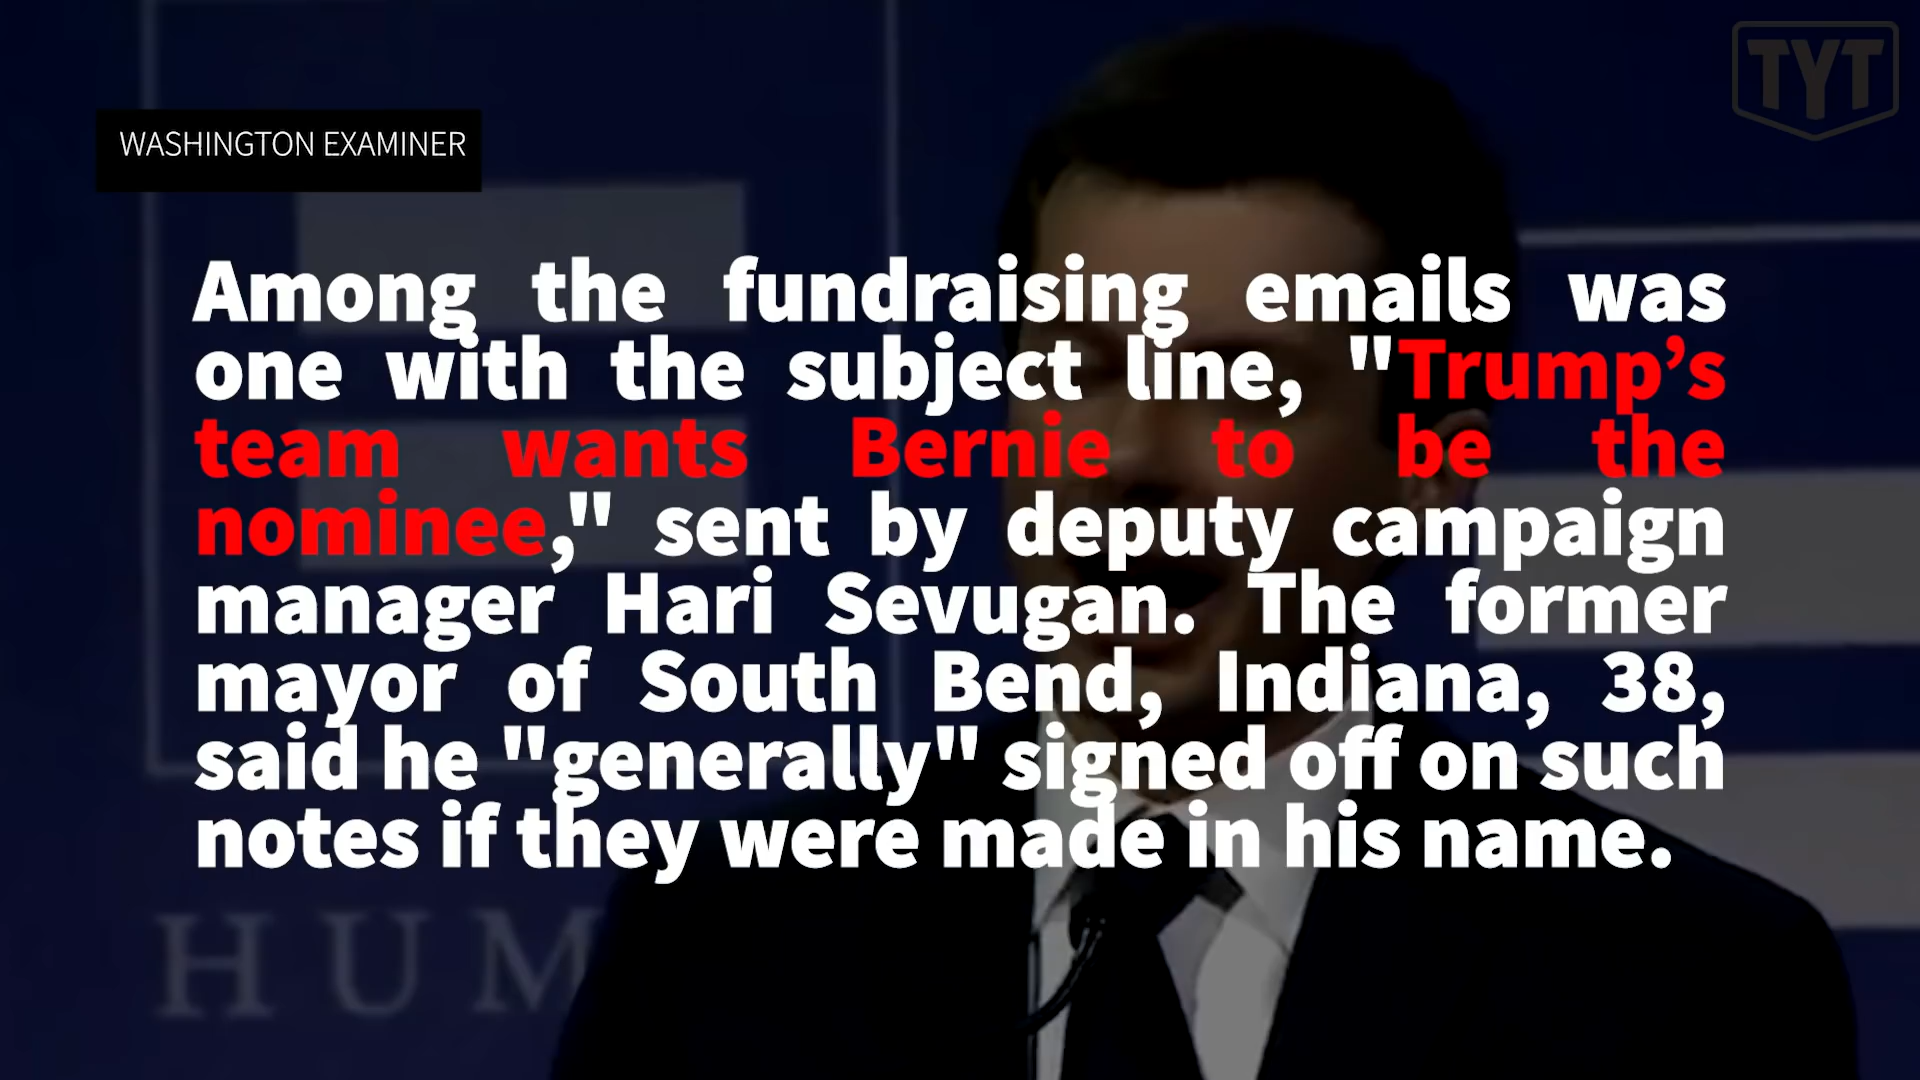 TYT
WASHINGTON EXAMINER
Among the fundraising emails was
one with the subject line, "Trump’s
team wants Bernie to be the
nominee," sent by deputy campaign
manager Hari Sevugan. The former
mayor of South Bend, Indiana, 38,
said he "generally" signed off on such
notes if they were made in his name.
HUM